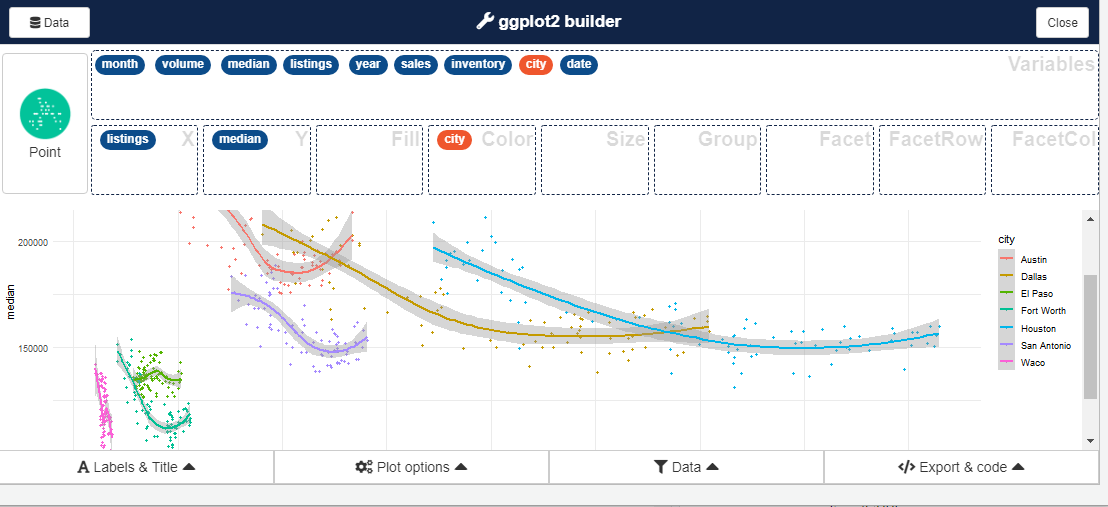 Data ggplot2 builder Close
month volume median listings year sales inventory city date Variables
Point
listings X median Y Fill city Color Size Group Facet FacetRow FacetCol
200000
150000
median
city
Austin
Dallas
El Paso
Fort Worth
Houston
San Antonio
Waco
A Labels & Title Plot options Data </> Export & code